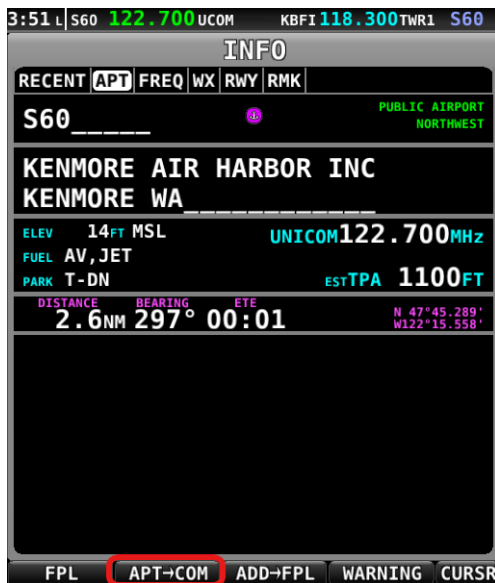 3:51 L S60 122.700 UCOM KBFI 118.300 TWR1 S60
INFO
RECENT APT FREQ WX RWY RMK
S60_____
PUBLIC AIRPORT
NORTHWEST
KENMORE AIR HARBOR INC
KENMORE WA____________
ELEV 14FT MSL UNICOM 122.700MHz
FUEL AV,JET
PARK T-DN EST TPA 1100FT
DISTANCE BEARING ETE
2.6NM 297° 00:01
N 47°45.289'
W122°15.558'
FPL APT→COM ADD→FPL WARNING CURSR